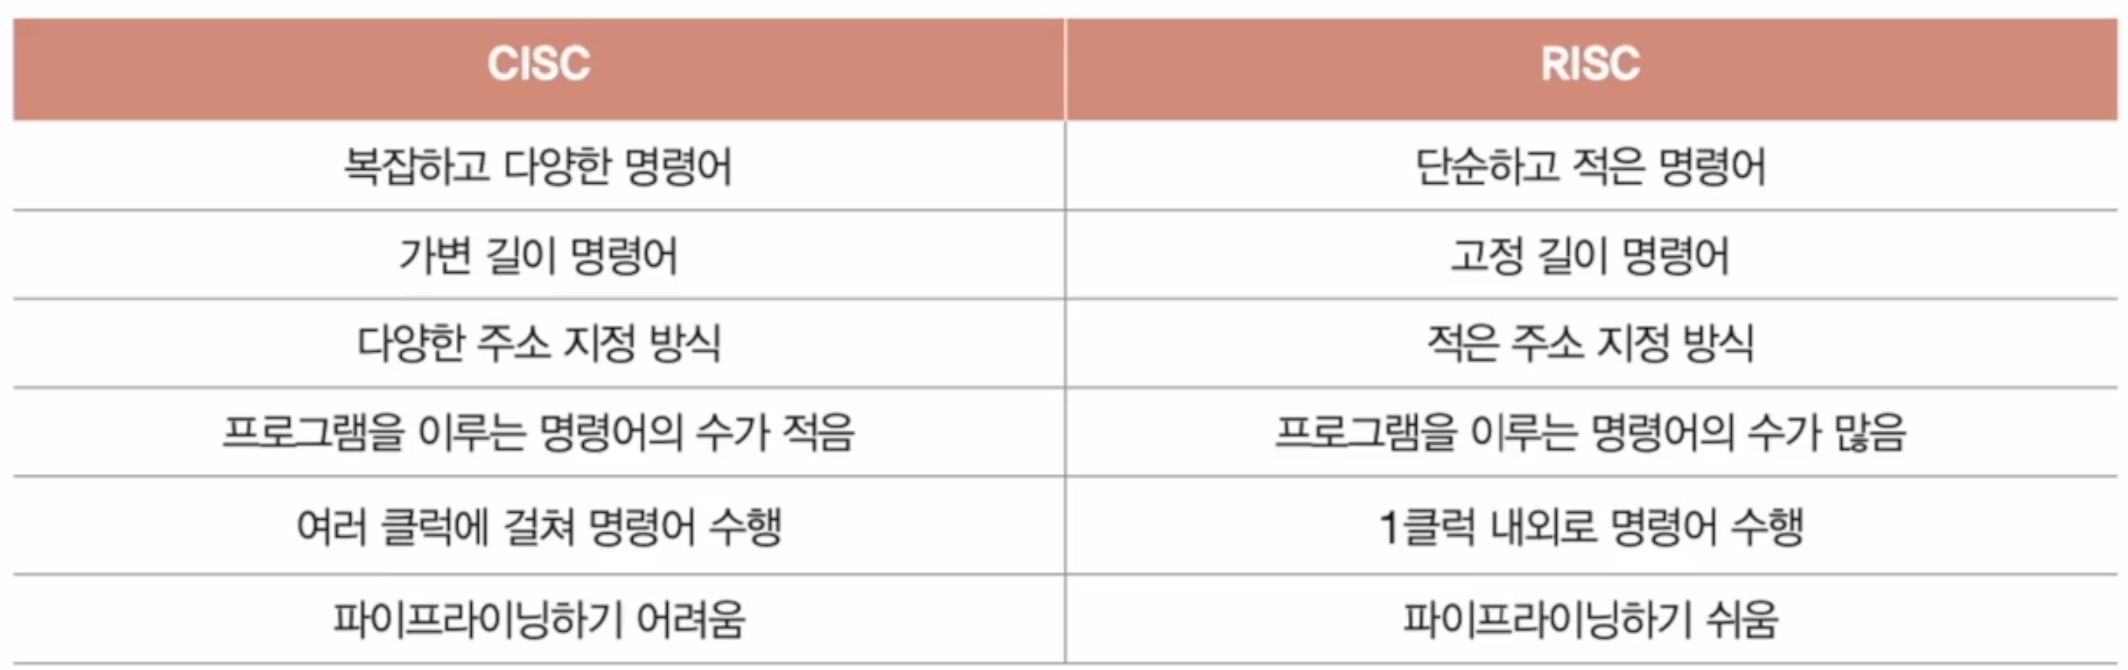 CISC RISC
복잡하고 다양한 명령어 단순하고 적은 명령어
가변 길이 명령어 고정 길이 명령어
다양한 주소 지정 방식 적은 주소 지정 방식
프로그램을 이루는 명령어의 수가 적음 프로그램을 이루는 명령어의 수가 많음
여러 클럭에 걸쳐 명령어 수행 1클럭 내외로 명령어 수행
파이프라이닝하기 어려움 파이프라이닝하기 쉬움